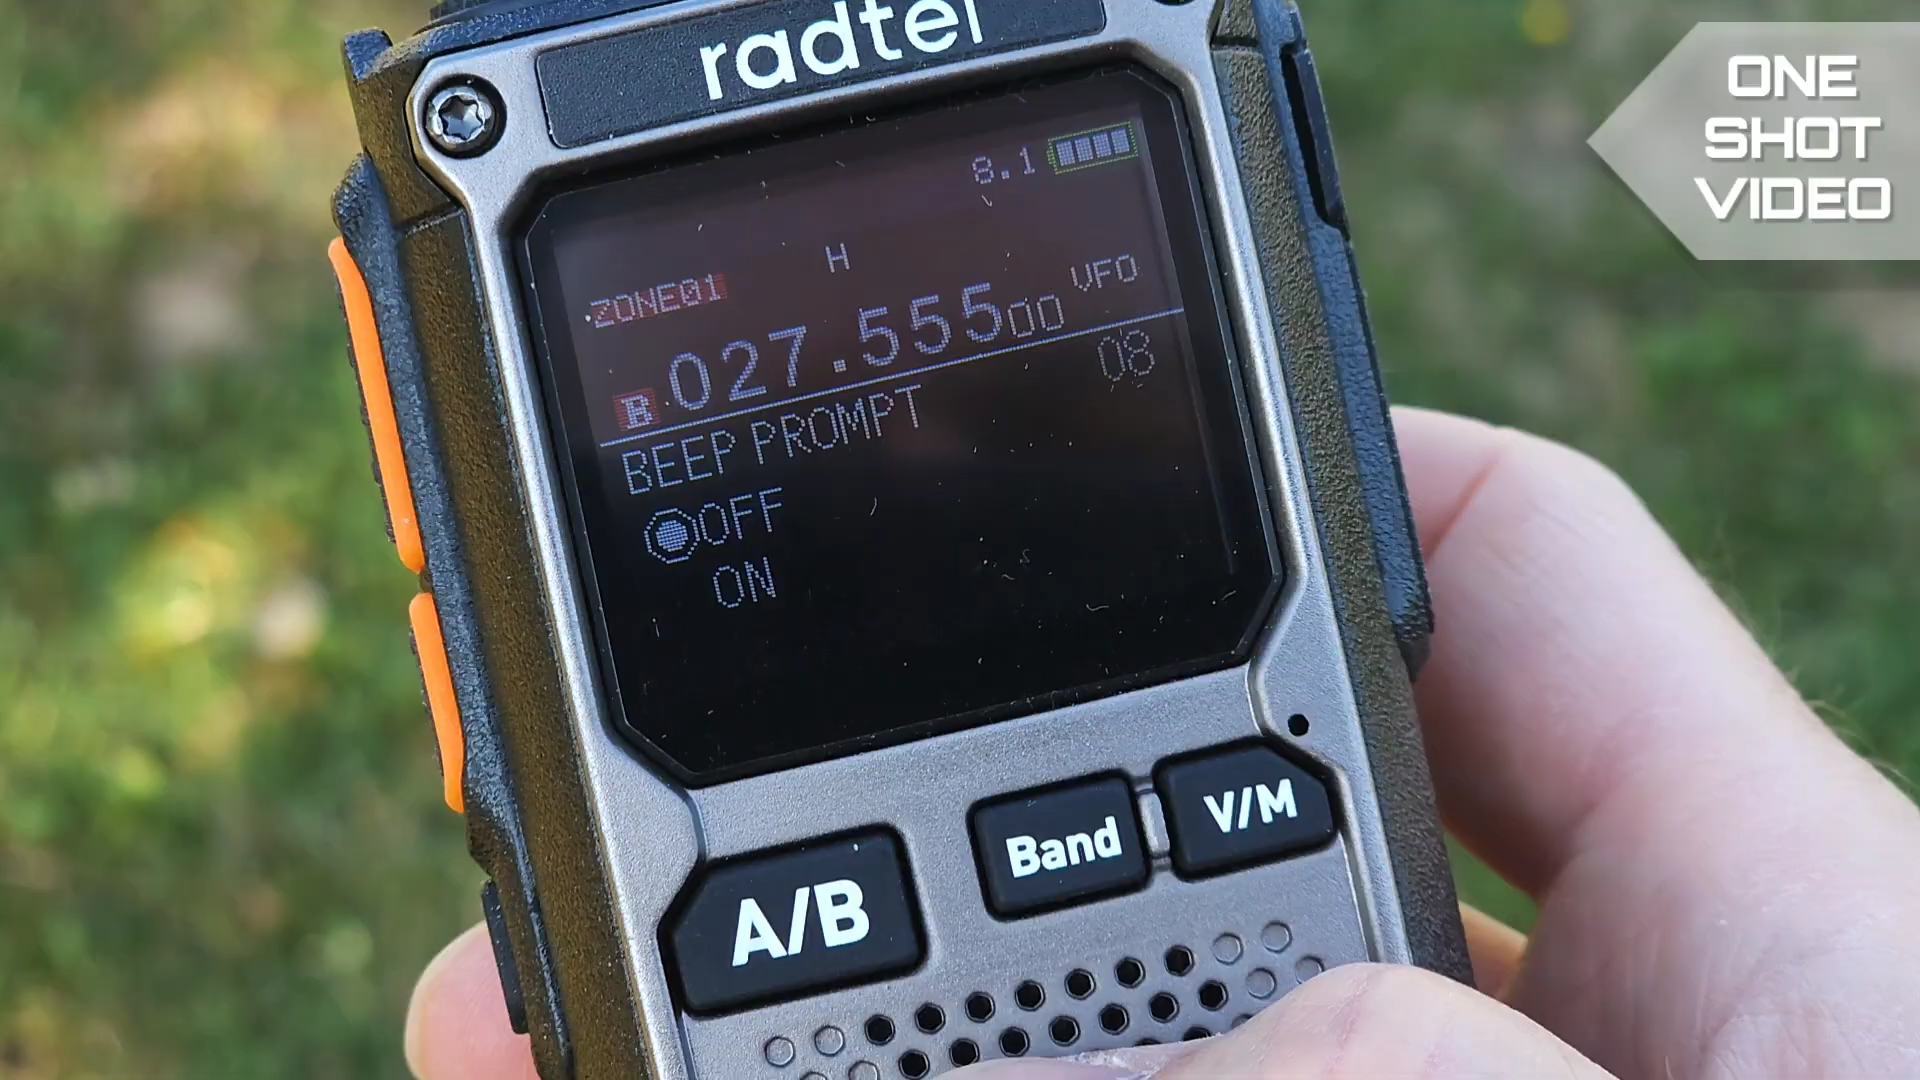 radtel
8.1
H
ZONE01
VFO
B 027.55500
08
BEEP PROMPT
OFF
ON
A/B
Band
V/M
ONE
SHOT
VIDEO